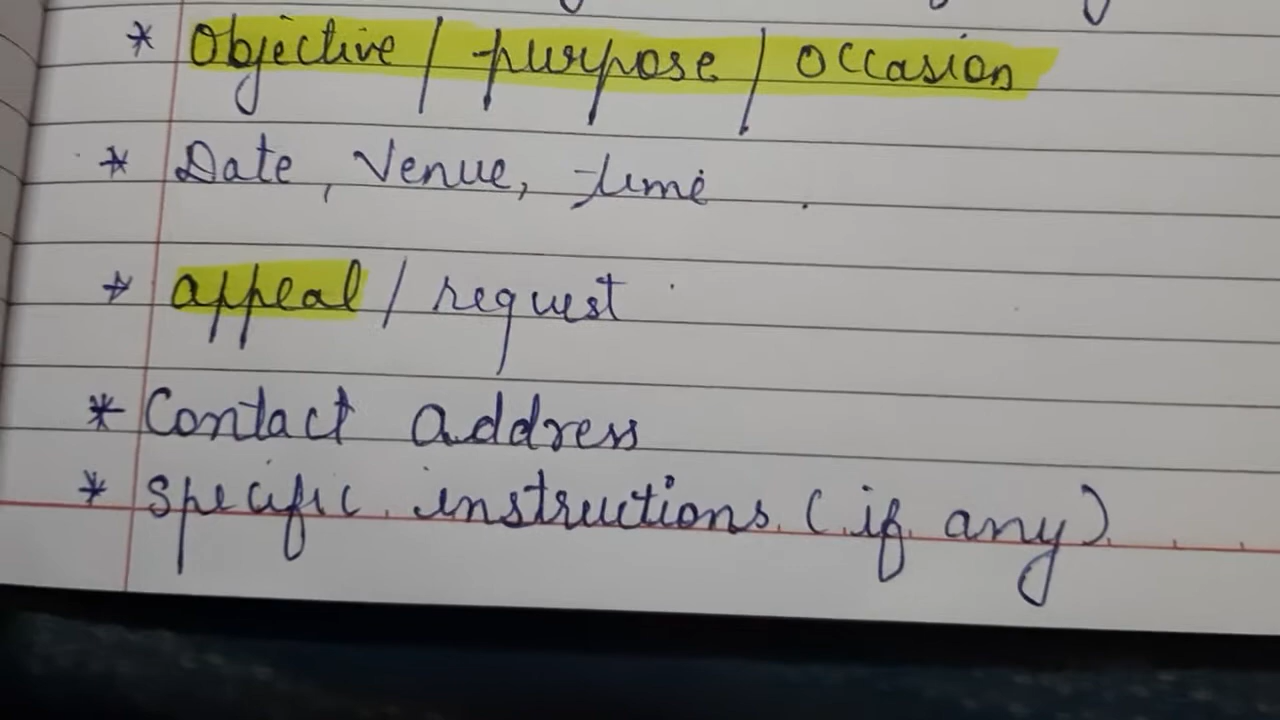 * Objective / purpose / Occasion
* Date, Venue, time
* appeal / request
* Contact address
* specific instructions (if any)